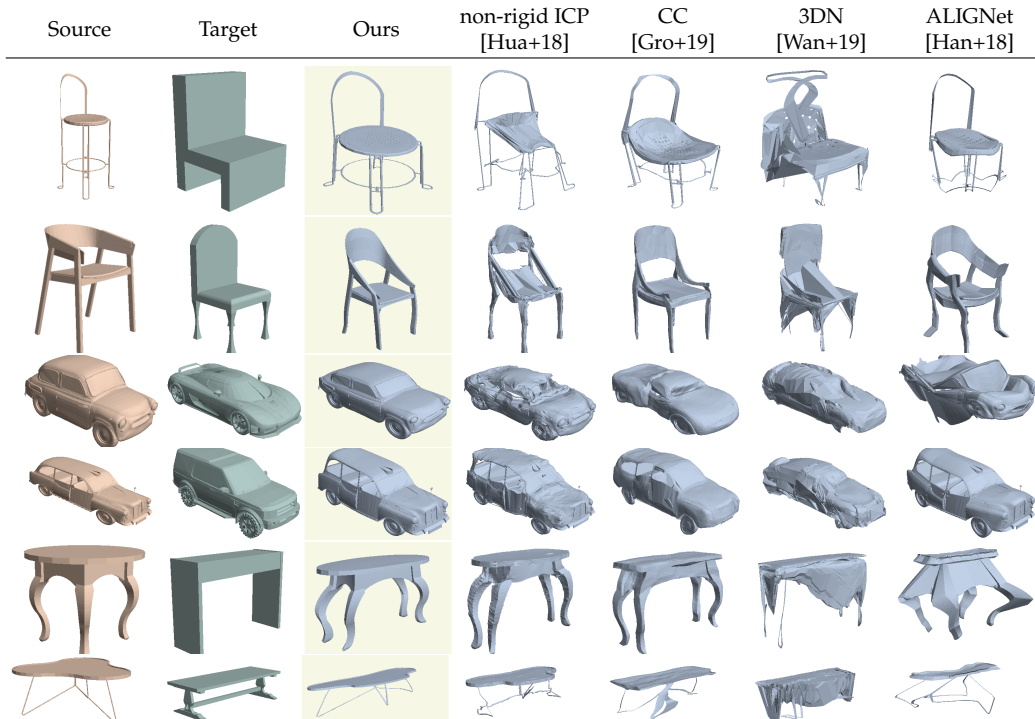 Source Target Ours non-rigid ICP CC 3DN ALIGNet
[Hua+18] [Gro+19] [Wan+19] [Han+18]